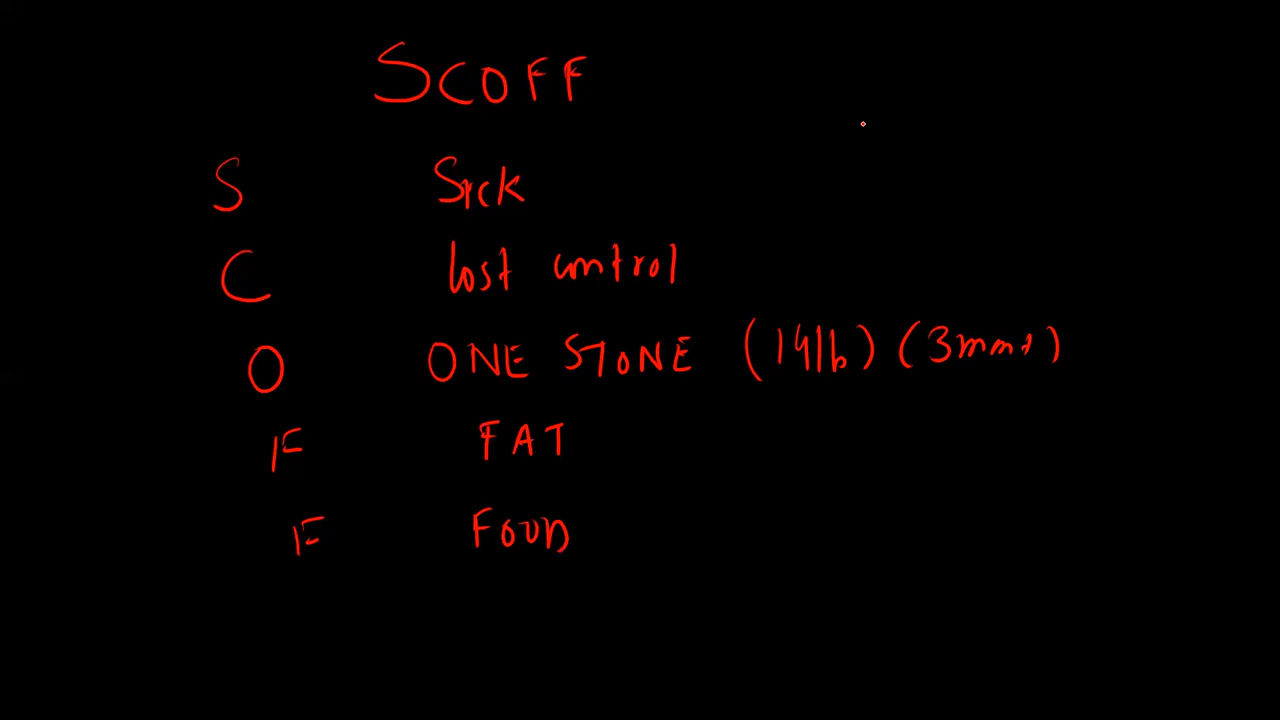 SCOFF
S Sick
C lost control
O ONE STONE (14lb) (3mnt)
F FAT
F FOOD